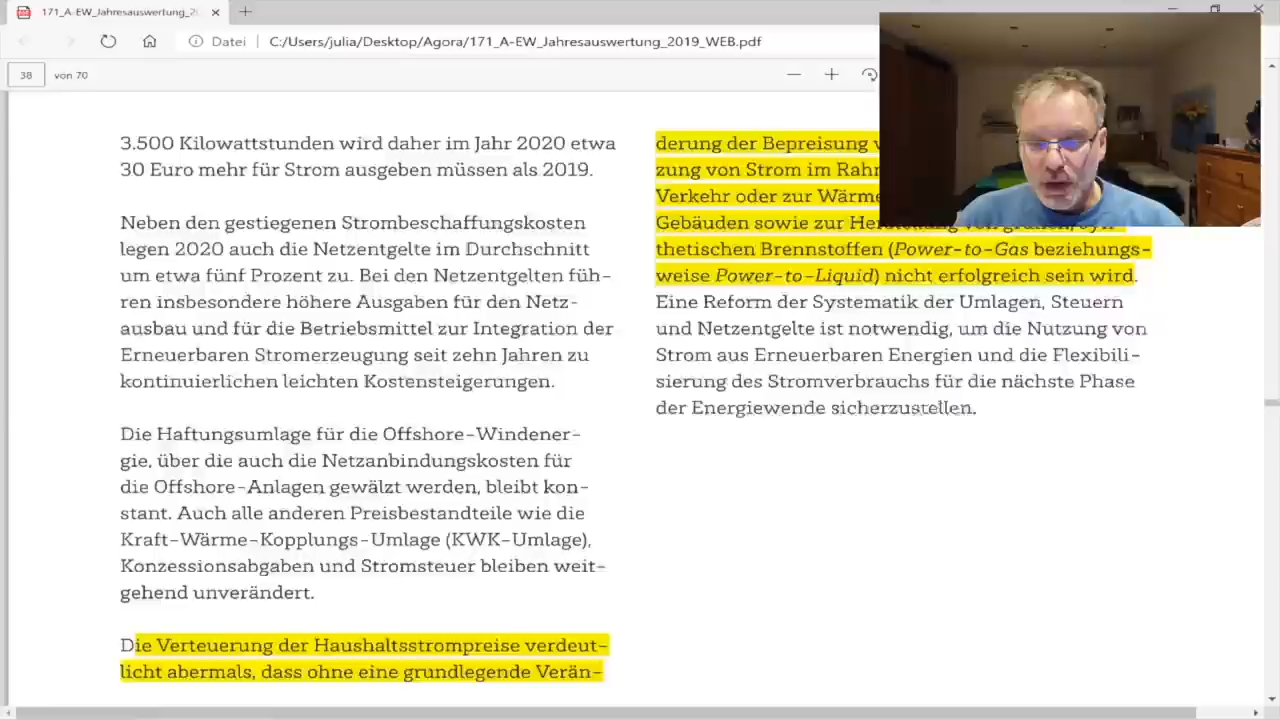 171_A-EW_Jahresauswertung_20
Datei
C:/Users/julia/Desktop/Agora/171_A-EW_Jahresauswertung_2019_WEB.pdf
38 von 70
3.500 Kilowattstunden wird daher im Jahr 2020 etwa
30 Euro mehr für Strom ausgeben müssen als 2019.
Neben den gestiegenen Strombeschaffungskosten
legen 2020 auch die Netzentgelte im Durchschnitt
um etwa fünf Prozent zu. Bei den Netzentgelten füh-
ren insbesondere höhere Ausgaben für den Netz-
ausbau und für die Betriebsmittel zur Integration der
Erneuerbaren Stromerzeugung seit zehn Jahren zu
kontinuierlichen leichten Kostensteigerungen.
Die Haftungsumlage für die Offshore-Windener-
gie, über die auch die Netzanbindungskosten für
die Offshore-Anlagen gewälzt werden, bleibt kon-
stant. Auch alle anderen Preisbestandteile wie die
Kraft-Wärme-Kopplungs-Umlage (KWK-Umlage),
Konzessionsabgaben und Stromsteuer bleiben weit-
gehend unverändert.
Die Verteuerung der Haushaltsstrompreise verdeut-
licht abermals, dass ohne eine grundlegende Verän-
derung der Bepreisung
zung von Strom im
Verkehr oder zur Wärme
Gebäuden sowie zur
thetischen Brennstoffen (Power-to-Gas beziehungs-
weise Power-to-Liquid) nicht erfolgreich sein wird.
Eine Reform der Systematik der Umlagen, Steuern
und Netzentgelte ist notwendig, um die Nutzung von
Strom aus Erneuerbaren Energien und die Flexibili-
sierung des Stromverbrauchs für die nächste Phase
der Energiewende sicherzustellen.